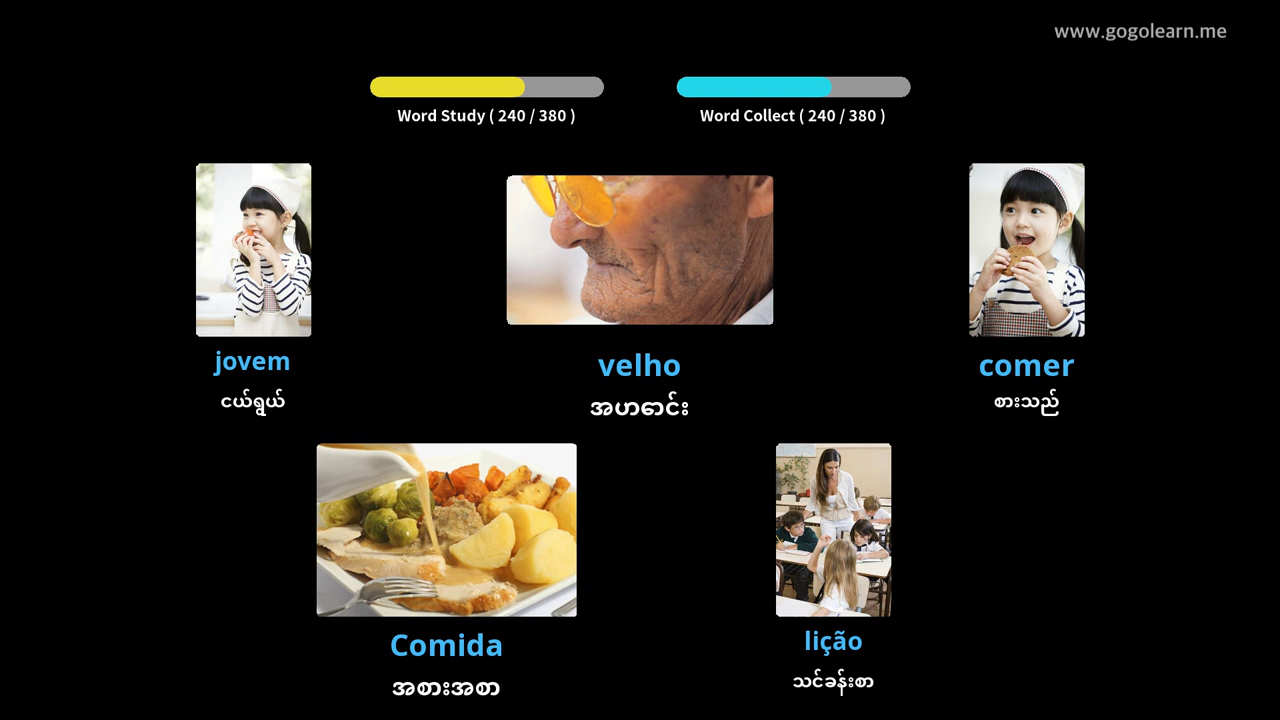 www.gogolearn.me
Word Study ( 240 / 380 )
Word Collect ( 240 / 380 )
jovem
ငယ်ရွယ်
velho
အဟာောင်း
comer
စားသည်
Comida
အစားအစာ
lição
သင်ခန်းစာ